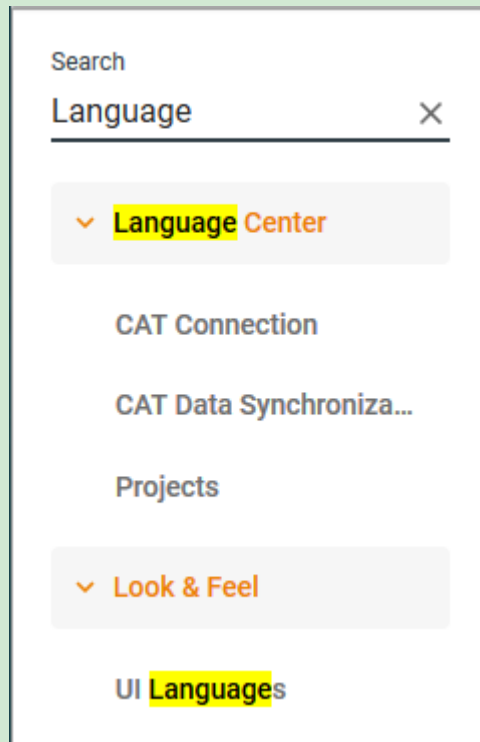 Search
Language
Language Center
CAT Connection
CAT Data Synchroniza...
Projects
Look & Feel
UI Languages